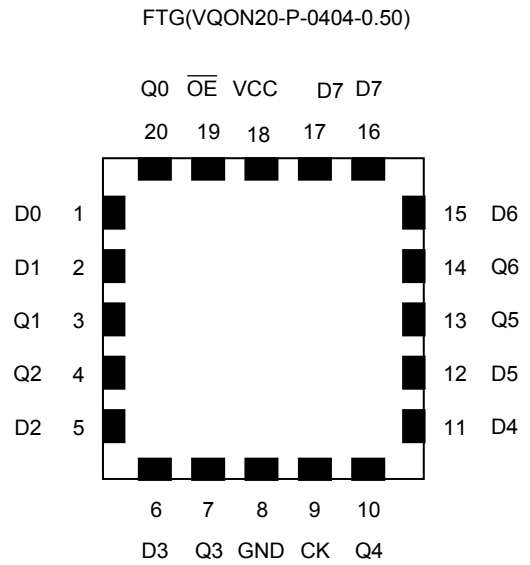 FTG(VQON20-P-0404-0.50)
Q0 OE VCC D7 D7
20 19 18 17 16
D0 1 15 D6
D1 2 14 Q6
Q1 3 13 Q5
Q2 4 12 D5
D2 5 11 D4
6 7 8 9 10
D3 Q3 GND CK Q4